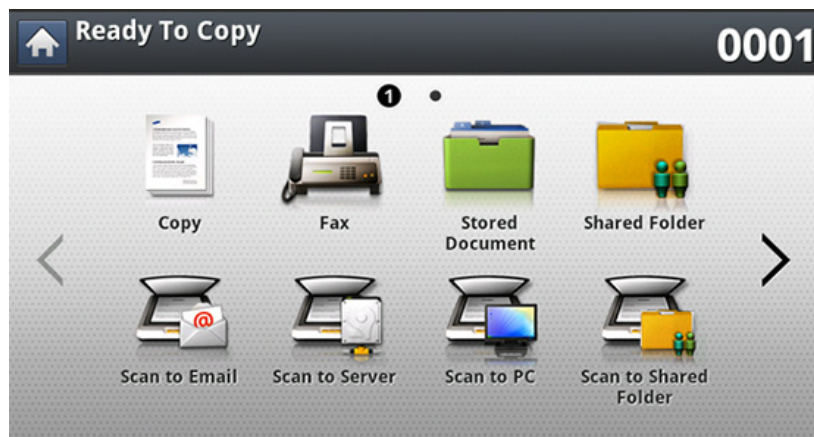 Ready To Copy
0001
1
Copy
Fax
Stored
Document
Shared Folder
@
Scan to Email
Scan to Server
Scan to PC
Scan to Shared
Folder